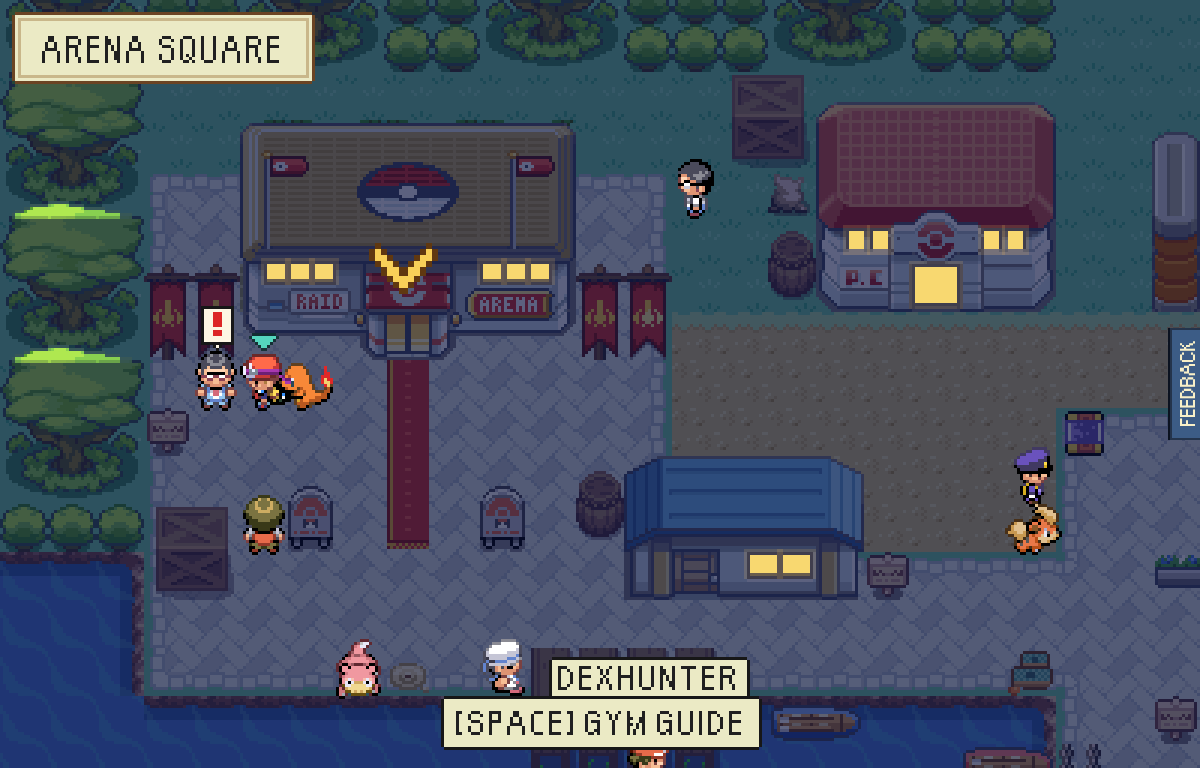 ARENA SQUARE
RAID
ARENA
P.C
!
FEEDBACK
DEXHUNTER
[SPACE] GYM GUIDE